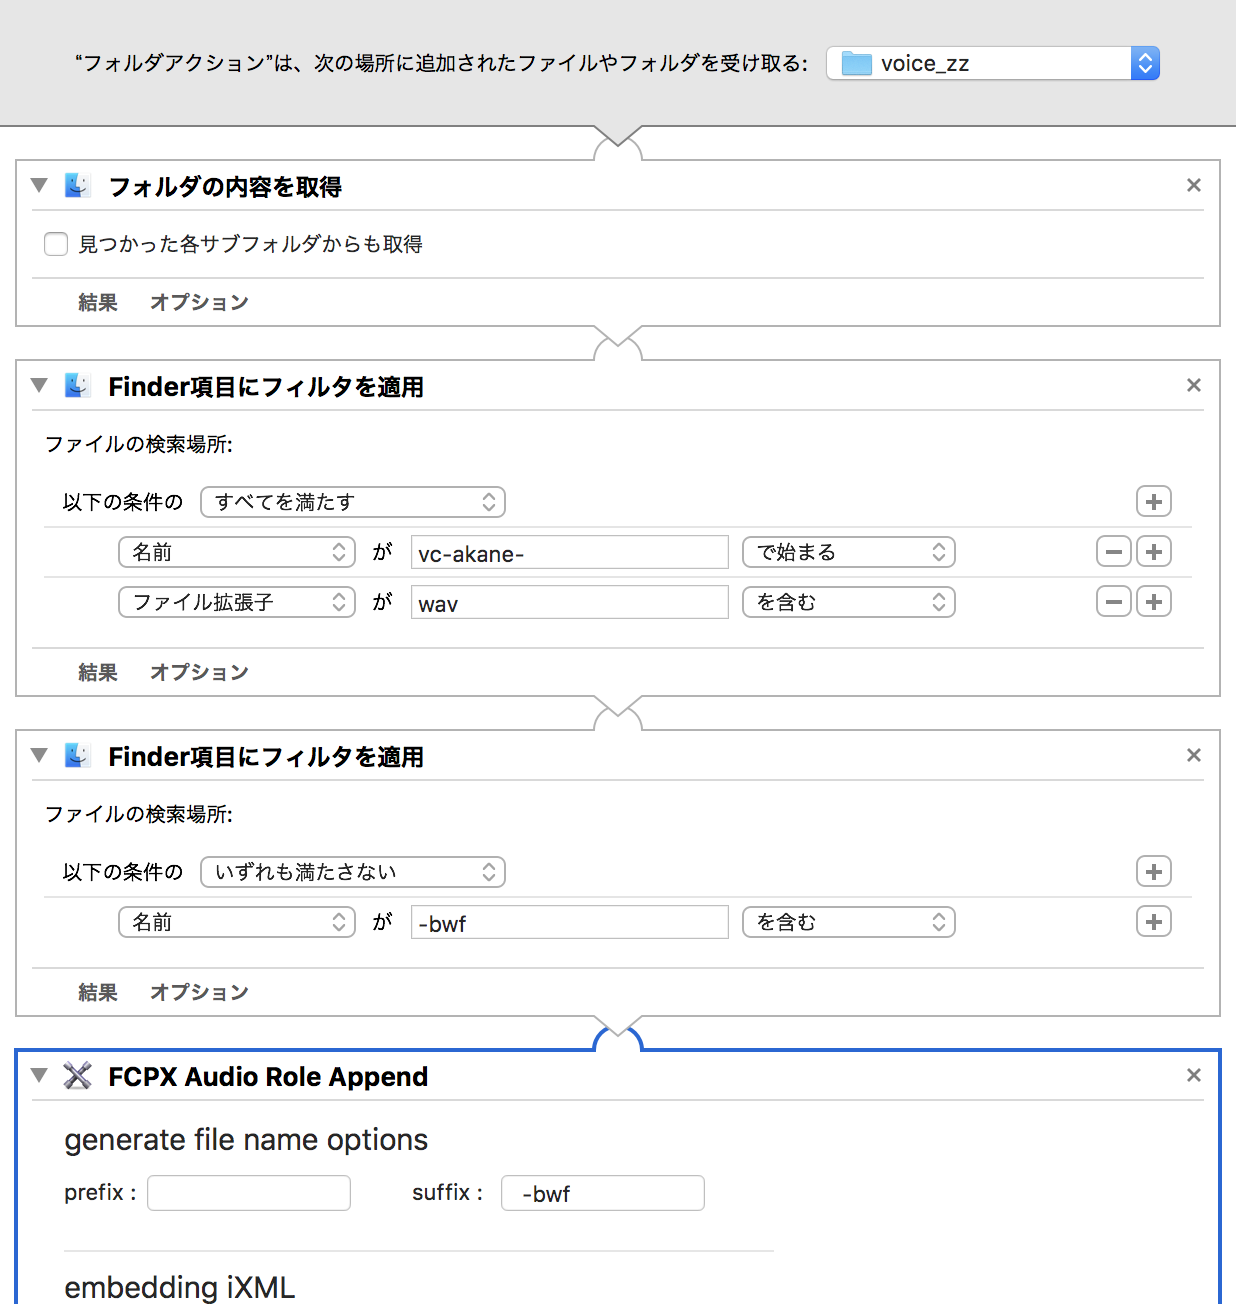 “フォルダアクション”は、次の場所に追加されたファイルやフォルダを受け取る: voice_zz
フォルダの内容を取得
見つかった各サブフォルダからも取得
結果 オプション
Finder項目にフィルタを適用
ファイルの検索場所:
以下の条件の すべてを満たす
名前 が vc-akane- で始まる
ファイル拡張子 が wav を含む
結果 オプション
Finder項目にフィルタを適用
ファイルの検索場所:
以下の条件の いずれも満たさない
名前 が -bwf を含む
結果 オプション
FCPX Audio Role Append
generate file name options
prefix : suffix : -bwf
embedding iXML